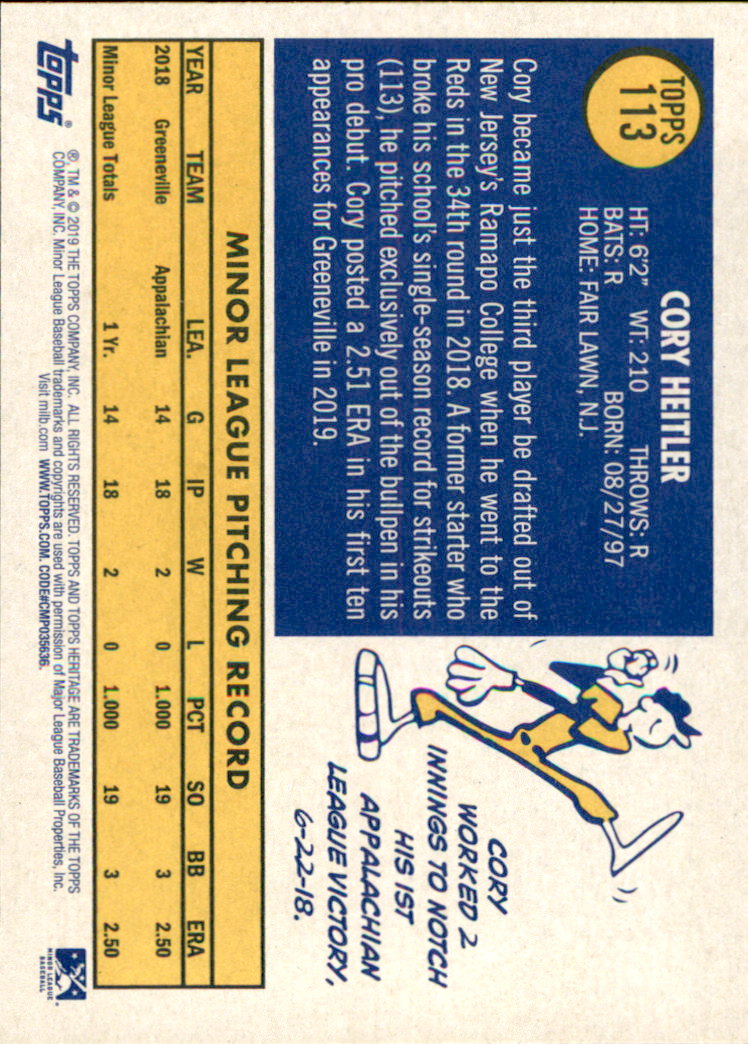 TOPPS
113
CORY HEITLER
HT: 6'2" WT: 210 THROWS: R
BATS: R BORN: 08/27/97
HOME: FAIR LAWN, N.J.
Cory became just the third player be drafted out of
New Jersey's Ramapo College when he went to the
Reds in the 34th round in 2018. A former starter who
broke his school's single-season record for strikeouts
(113), he pitched exclusively out of the bullpen in his
pro debut. Cory posted a 2.51 ERA in his first ten
appearances for Greeneville in 2019.
CORY
WORKED 2
INNINGS TO NOTCH
HIS 1ST
APPALACHIAN
LEAGUE VICTORY,
6-22-18.
MINOR LEAGUE PITCHING RECORD
YEAR TEAM LEA. G IP W L PCT SO BB ERA
2018 Greeneville Appalachian 14 18 2 0 1.000 19 3 2.50
Minor League Totals 1 Yr. 14 18 2 0 1.000 19 3 2.50
topps®
®, TM & © 2019 THE TOPPS COMPANY, INC. ALL RIGHTS RESERVED. TOPPS AND TOPPS HERITAGE ARE TRADEMARKS OF THE TOPPS
COMPANY, INC. Minor League Baseball trademarks and copyrights are used with permission of Major League Baseball Properties, Inc.
Visit milb.com WWW.TOPPS.COM. CODE#CMP035636.
MINOR LEAGUE
BASEBALL®